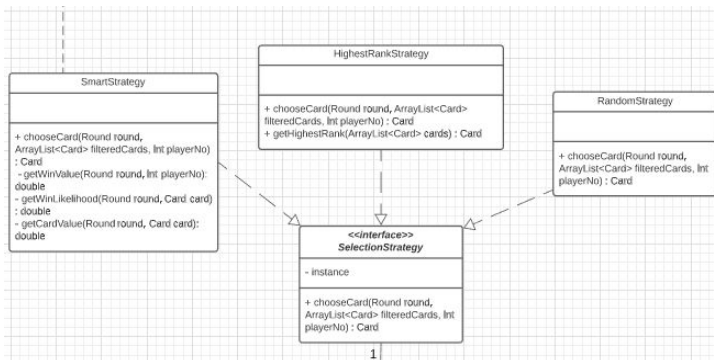 SmartStrategy
+ chooseCard(Round round,
ArrayList<Card> filteredCards, Int playerNo)
: Card
- getWinValue(Round round, Int playerNo):
double
- getWinLikelihood(Round round, Card card)
: double
- getCardValue(Round round, Card card):
double
HighestRankStrategy
+ chooseCard(Round round, ArrayList<Card>
filteredCards, Int playerNo) : Card
+ getHighestRank(ArrayList<Card> cards) : Card
RandomStrategy
+ chooseCard(Round round,
ArrayList<Card> filteredCards, Int
playerNo) : Card
<<interface>>
SelectionStrategy
- instance
+ chooseCard(Round round,
ArrayList<Card> filteredCards, Int
playerNo) : Card
1